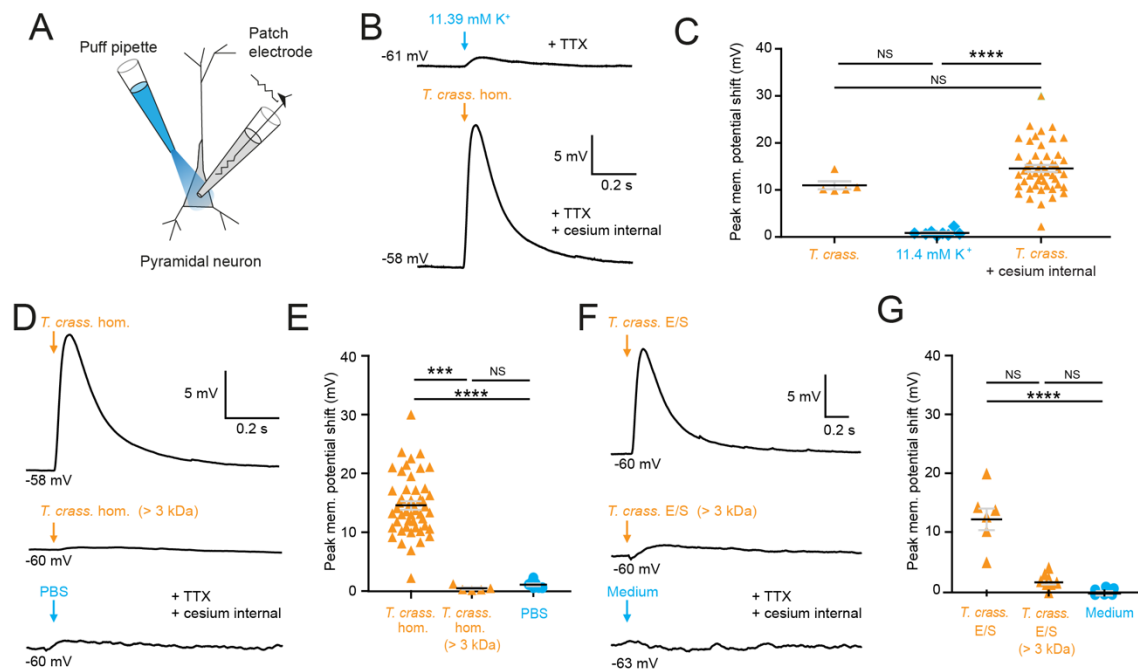 A
Puff pipette
Patch
electrode
Pyramidal neuron
B
11.39 mM K⁺
+ TTX
-61 mV
T. crass. hom.
5 mV
0.2 s
+ TTX
+ cesium internal
-58 mV
C
Peak mem. potential shift (mV)
40
30
20
10
0
NS
****
NS
T. crass.
11.4 mM K⁺
T. crass.
+ cesium internal
D
T. crass. hom.
5 mV
0.2 s
-58 mV
T. crass. hom. (> 3 kDa)
-60 mV
PBS
+ TTX
+ cesium internal
-60 mV
E
Peak mem. potential shift (mV)
40
30
20
10
0
***
NS
****
T. crass.
hom.
T. crass.
hom.
(> 3 kDa)
PBS
F
T. crass. E/S
5 mV
0.2 s
-60 mV
T. crass. E/S (> 3 kDa)
-60 mV
Medium
+ TTX
+ cesium internal
-63 mV
G
Peak mem. potential shift (mV)
40
30
20
10
0
NS
NS
****
T. crass.
E/S
T. crass.
E/S
(> 3 kDa)
Medium